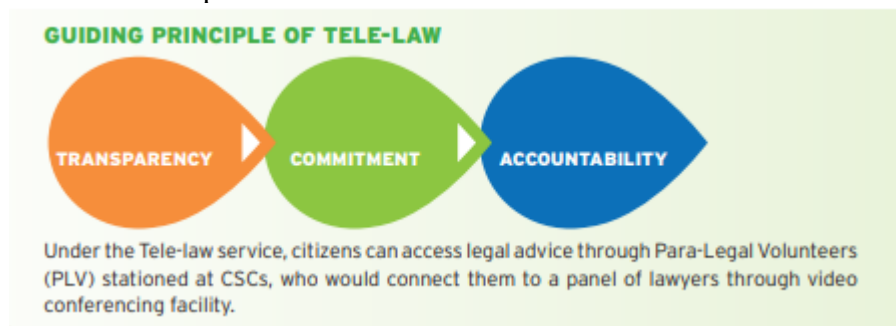 GUIDING PRINCIPLE OF TELE-LAW
TRANSPARENCY
COMMITMENT
ACCOUNTABILITY
Under the Tele-law service, citizens can access legal advice through Para-Legal Volunteers
(PLV) stationed at CSCs, who would connect them to a panel of lawyers through video
conferencing facility.